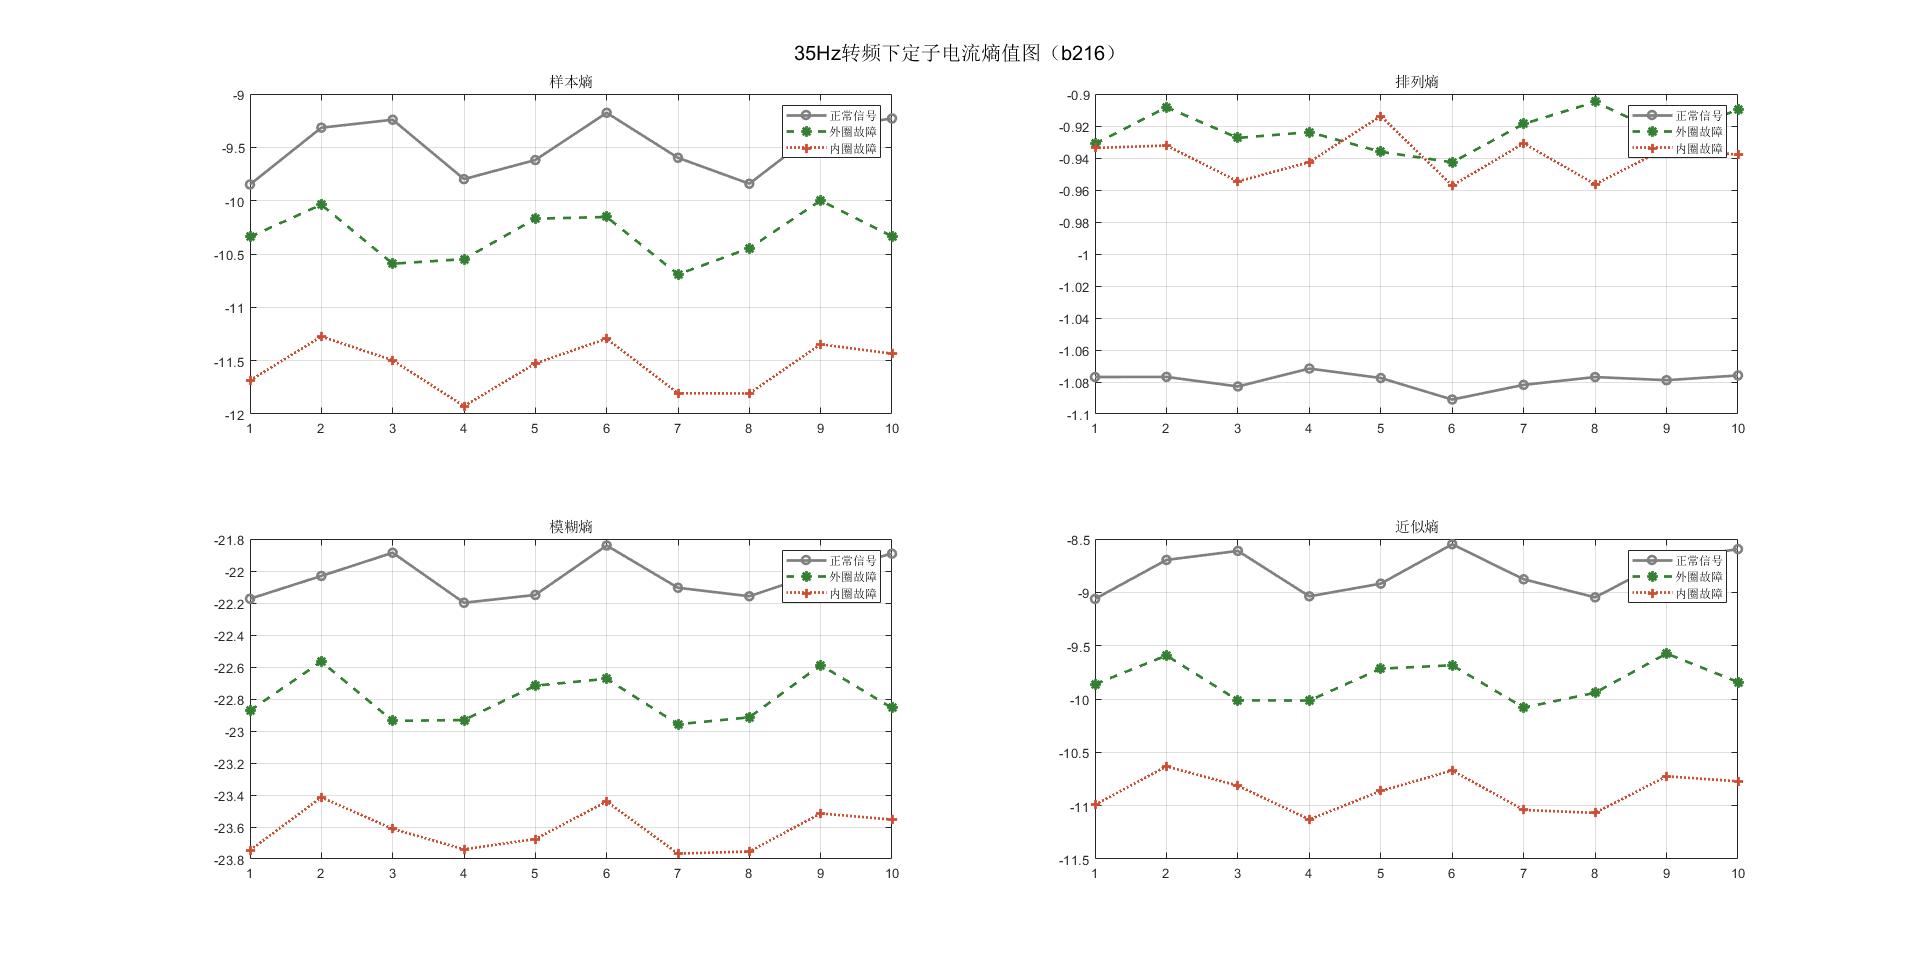 35Hz转频下定子电流熵值图（b216）
样本熵
-9
-9.5
-10
-10.5
-11
-11.5
-12
1 2 3 4 5 6 7 8 9 10
正常信号
外圈故障
内圈故障
排列熵
-0.9
-0.92
-0.94
-0.96
-0.98
-1
-1.02
-1.04
-1.06
-1.08
-1.1
1 2 3 4 5 6 7 8 9 10
正常信号
外圈故障
内圈故障
模糊熵
-21.8
-22
-22.2
-22.4
-22.6
-22.8
-23
-23.2
-23.4
-23.6
-23.8
1 2 3 4 5 6 7 8 9 10
正常信号
外圈故障
内圈故障
近似熵
-8.5
-9
-9.5
-10
-10.5
-11
-11.5
1 2 3 4 5 6 7 8 9 10
正常信号
外圈故障
内圈故障